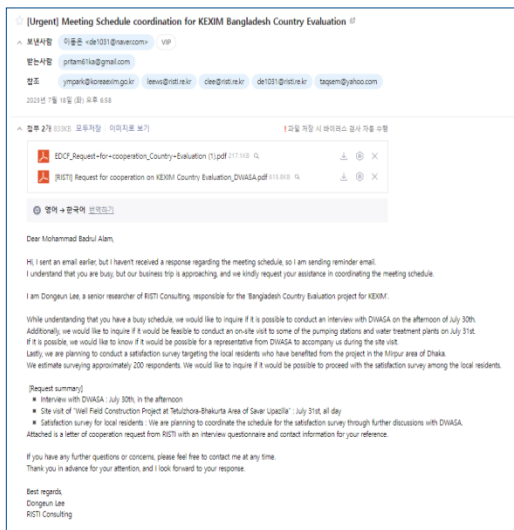 [Urgent] Meeting Schedule coordination for KEXIM Bangladesh Country Evaluation
보낸사람 이동은 <de1031@naver.com> VIP
받는사람 pritam61ka@gmail.com
참조 ympark@koreaexim.go.kr leews@risti.re.kr clee@risti.re.kr de1031@risti.re.kr taqsem@yahoo.com
2023년 7월 18일 (화) 오후 4:58
첨부 2개 833KB 모두저장 이미지로 보기 ! 파일 저장 시 바이러스 검사 자동 수행
EDCF_Request+for+cooperation_Country+Evaluation (1).pdf 217.1KB
[RISTI] Request for cooperation on KEXIM Country Evaluation_DWASA.pdf 615.8KB
영어 → 한국어 번역하기
Dear Mohammad Badrul Alam,
Hi, I sent an email earlier, but I haven't received a response regarding the meeting schedule, so I am sending reminder email.
I understand that you are busy, but our business trip is approaching, and we kindly request your assistance in coordinating the meeting schedule.
I am Dongeun Lee, a senior researcher of RISTI Consulting, responsible for the 'Bangladesh Country Evaluation project for KEXIM'.
While understanding that you have a busy schedule, we would like to inquire if it is possible to conduct an interview with DWASA on the afternoon of July 30th.
Additionally, we would like to inquire if it would be feasible to conduct an on-site visit to some of the pumping stations and water treatment plants on July 31st.
If it is possible, we would like to know if it would be possible for a representative from DWASA to accompany us during the site visit.
Lastly, we are planning to conduct a satisfaction survey targeting the local residents who have benefited from the project in the Mirpur area of Dhaka.
We estimate surveying approximately 200 respondents. We would like to inquire if it would be possible to proceed with the satisfaction survey among the local residents.
[Request summary]
■ Interview with DWASA : July 30th, in the afternoon
■ Site visit of "Well Field Construction Project at Tetulzhora-Bhakurta Area of Savar Upazilla" : July 31st, all day
■ Satisfaction survey for local residents : We are planning to coordinate the schedule for the satisfaction survey through further discussions with DWASA.
Attached is a letter of cooperation request from RISTI with an interview questionnaire and contact information for your reference.
If you have any further questions or concerns, please feel free to contact me at any time.
Thank you in advance for your attention, and I look forward to your response.
Best regards,
Dongeun Lee
RISTI Consulting